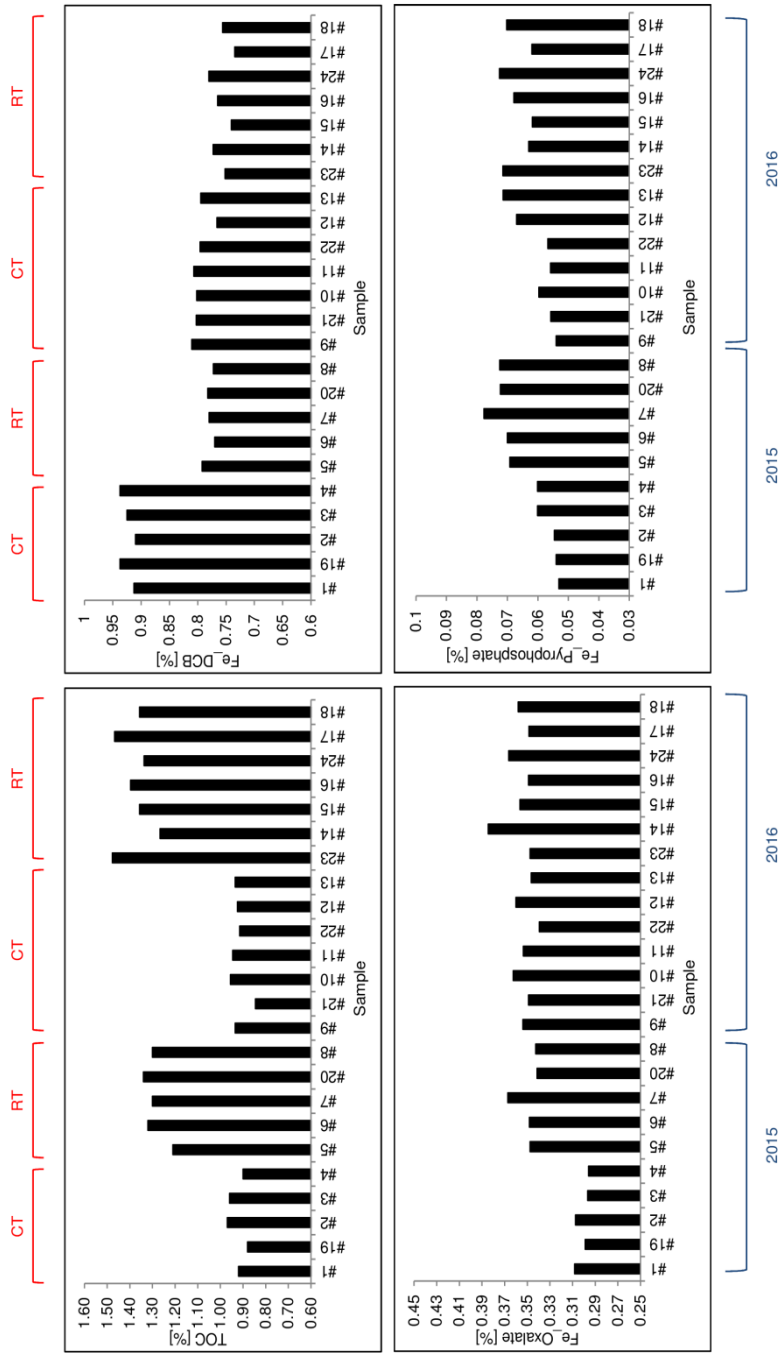 CT
RT
CT
RT
CT
RT
CT
RT
TOC [%]
1.60
1.50
1.40
1.30
1.20
1.10
1.00
0.90
0.80
0.70
0.60
#1 #19 #2 #3 #4 #5 #6 #7 #20 #8 #9 #21 #10 #11 #22 #12 #13 #23 #14 #15 #16 #24 #17 #18
Sample
Fe_DCB [%]
1
0.95
0.9
0.85
0.8
0.75
0.7
0.65
0.6
#1 #19 #2 #3 #4 #5 #6 #7 #20 #8 #9 #21 #10 #11 #22 #12 #13 #23 #14 #15 #16 #24 #17 #18
Sample
Fe_Oxalate [%]
0.45
0.43
0.41
0.39
0.37
0.35
0.33
0.31
0.29
0.27
0.25
#1 #19 #2 #3 #4 #5 #6 #7 #20 #8 #9 #21 #10 #11 #22 #12 #13 #23 #14 #15 #16 #24 #17 #18
Sample
Fe_Pyrophosphate [%]
0.1
0.09
0.08
0.07
0.06
0.05
0.04
0.03
#1 #19 #2 #3 #4 #5 #6 #7 #20 #8 #9 #21 #10 #11 #22 #12 #13 #23 #14 #15 #16 #24 #17 #18
Sample
2015
2016
2015
2016